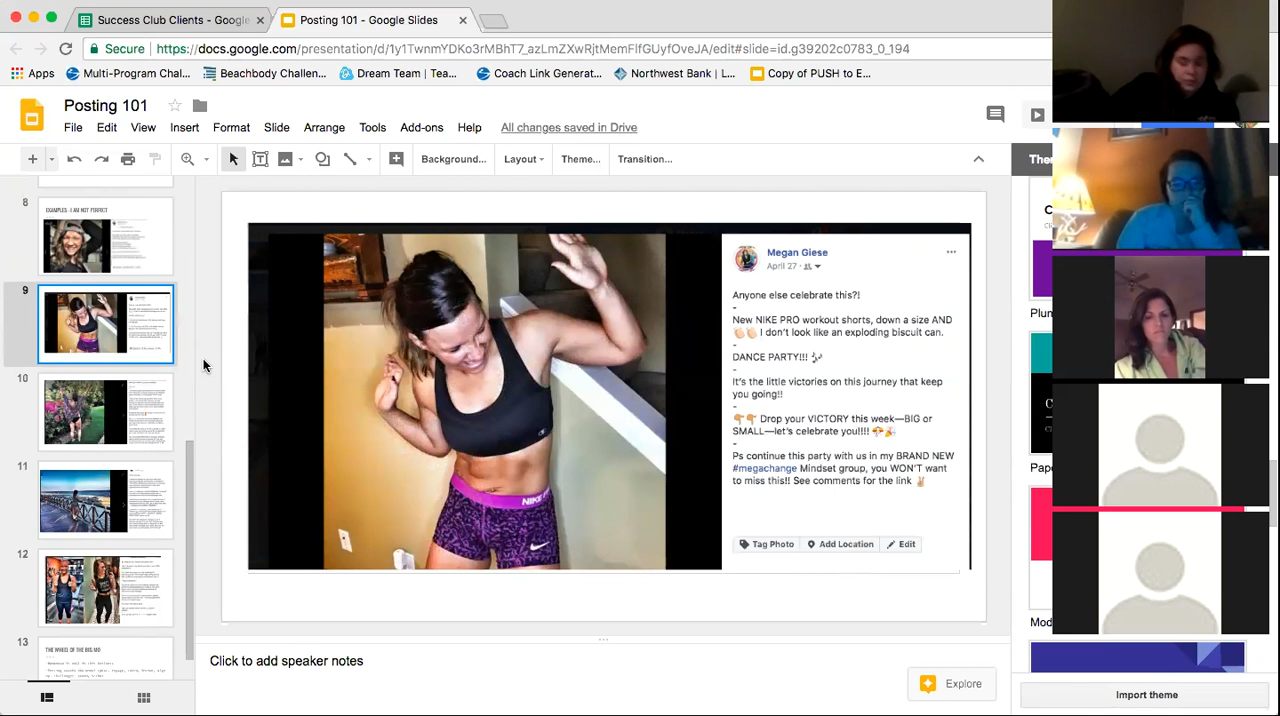 Success Club Clients - Google
Posting 101 - Google Slides
Secure
https://docs.google.com/presentation/d/1y1TwnmYDKo3rMBhT7_azLmZXwRjtMemFlfGUyfOveJA/edit#slide=id.g39202c0783_0_194
Apps
Multi-Program Chal...
Beachbody Challen...
Dream Team | Tea...
Coach Link Generat...
Northwest Bank | L...
Copy of PUSH to E...
Posting 101
File Edit View Insert Format Slide Arrange Tools Add-ons Help All changes saved in Drive
Background... Layout Theme... Transition...
8
EXAMPLES - I AM NOT PERFECT
9
10
11
12
13
THE WHEEL OF THE BIG MO
Megan Giese
April 27
Anyone else celebrate this?!
-
New NIKE PRO workout shorts, down a size AND
👏🏻👏🏻 I don't look like an exploding biscuit can.
-
DANCE PARTY!!! 🎶
-
It's the little victories on this journey that keep
you going!!
-
👇🏻👇🏻 Drop your VICTORY this week—BIG or
SMALL—let's celebrate you!!!! 🎉
-
Ps continue this party with us in my BRAND NEW
#megachange Mindset group, you WON'T want
to miss this!! See comments for the link ✌🏻
Tag Photo Add Location Edit
NIKE
Click to add speaker notes
Explore
Plum
Import theme